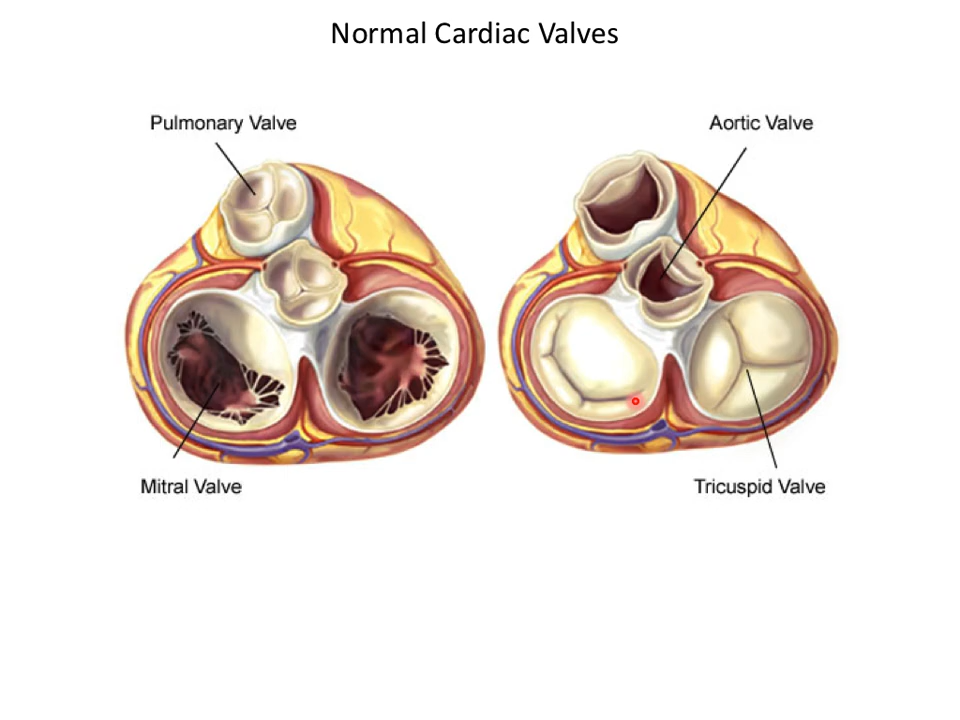 Normal Cardiac Valves
Pulmonary Valve
Aortic Valve
Mitral Valve
Tricuspid Valve